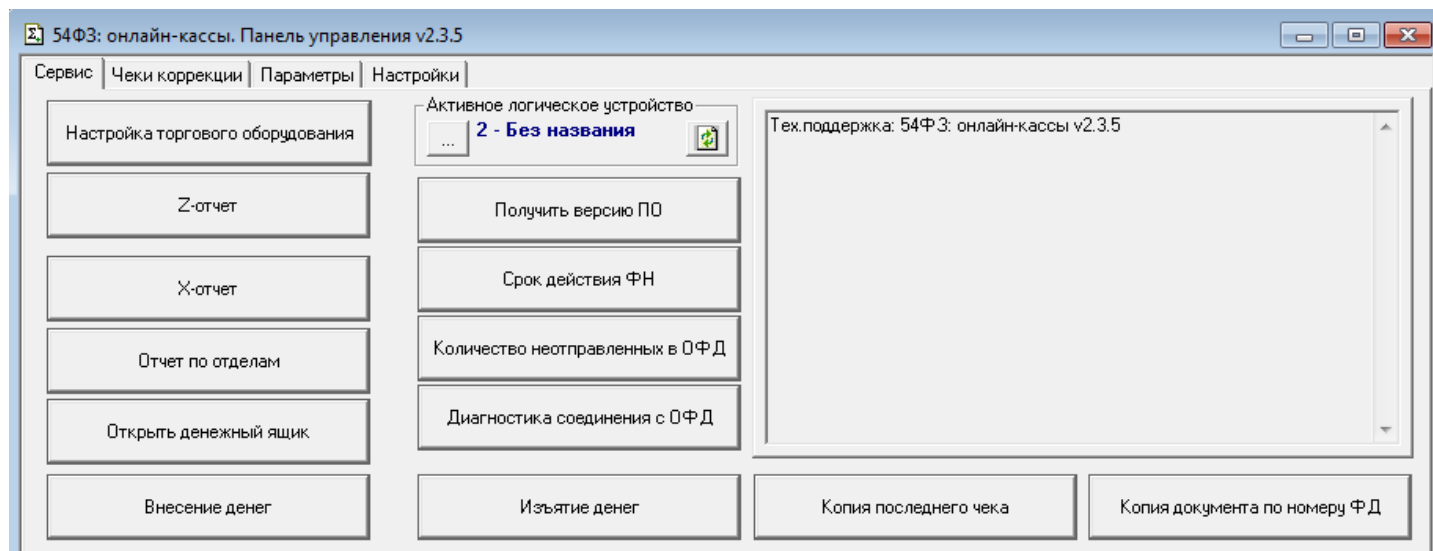 54ФЗ: онлайн-кассы. Панель управления v2.3.5
Сервис Чеки коррекции Параметры Настройки
Настройка торгового оборудования
Z-отчет
X-отчет
Отчет по отделам
Открыть денежный ящик
Внесение денег
Активное логическое устройство
... 2 - Без названия
Получить версию ПО
Срок действия ФН
Количество неотправленных в ОФД
Диагностика соединения с ОФД
Изъятие денег
Тех.поддержка: 54ФЗ: онлайн-кассы v2.3.5
Копия последнего чека
Копия документа по номеру ФД